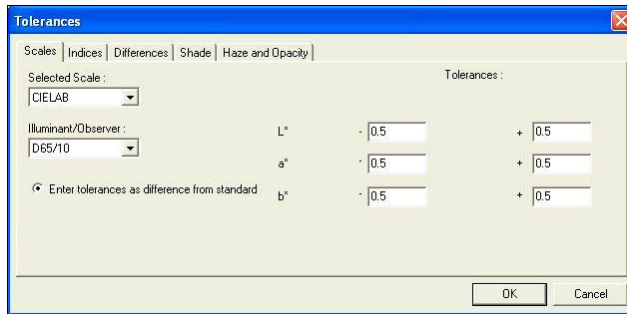 Tolerances
Scales Indices Differences Shade Haze and Opacity
Selected Scale :
Tolerances :
CIELAB
Illuminant/Observer :
D65/10
L* - 0.5 + 0.5
a* - 0.5 + 0.5
Enter tolerances as difference from standard
b* - 0.5 + 0.5
OK Cancel